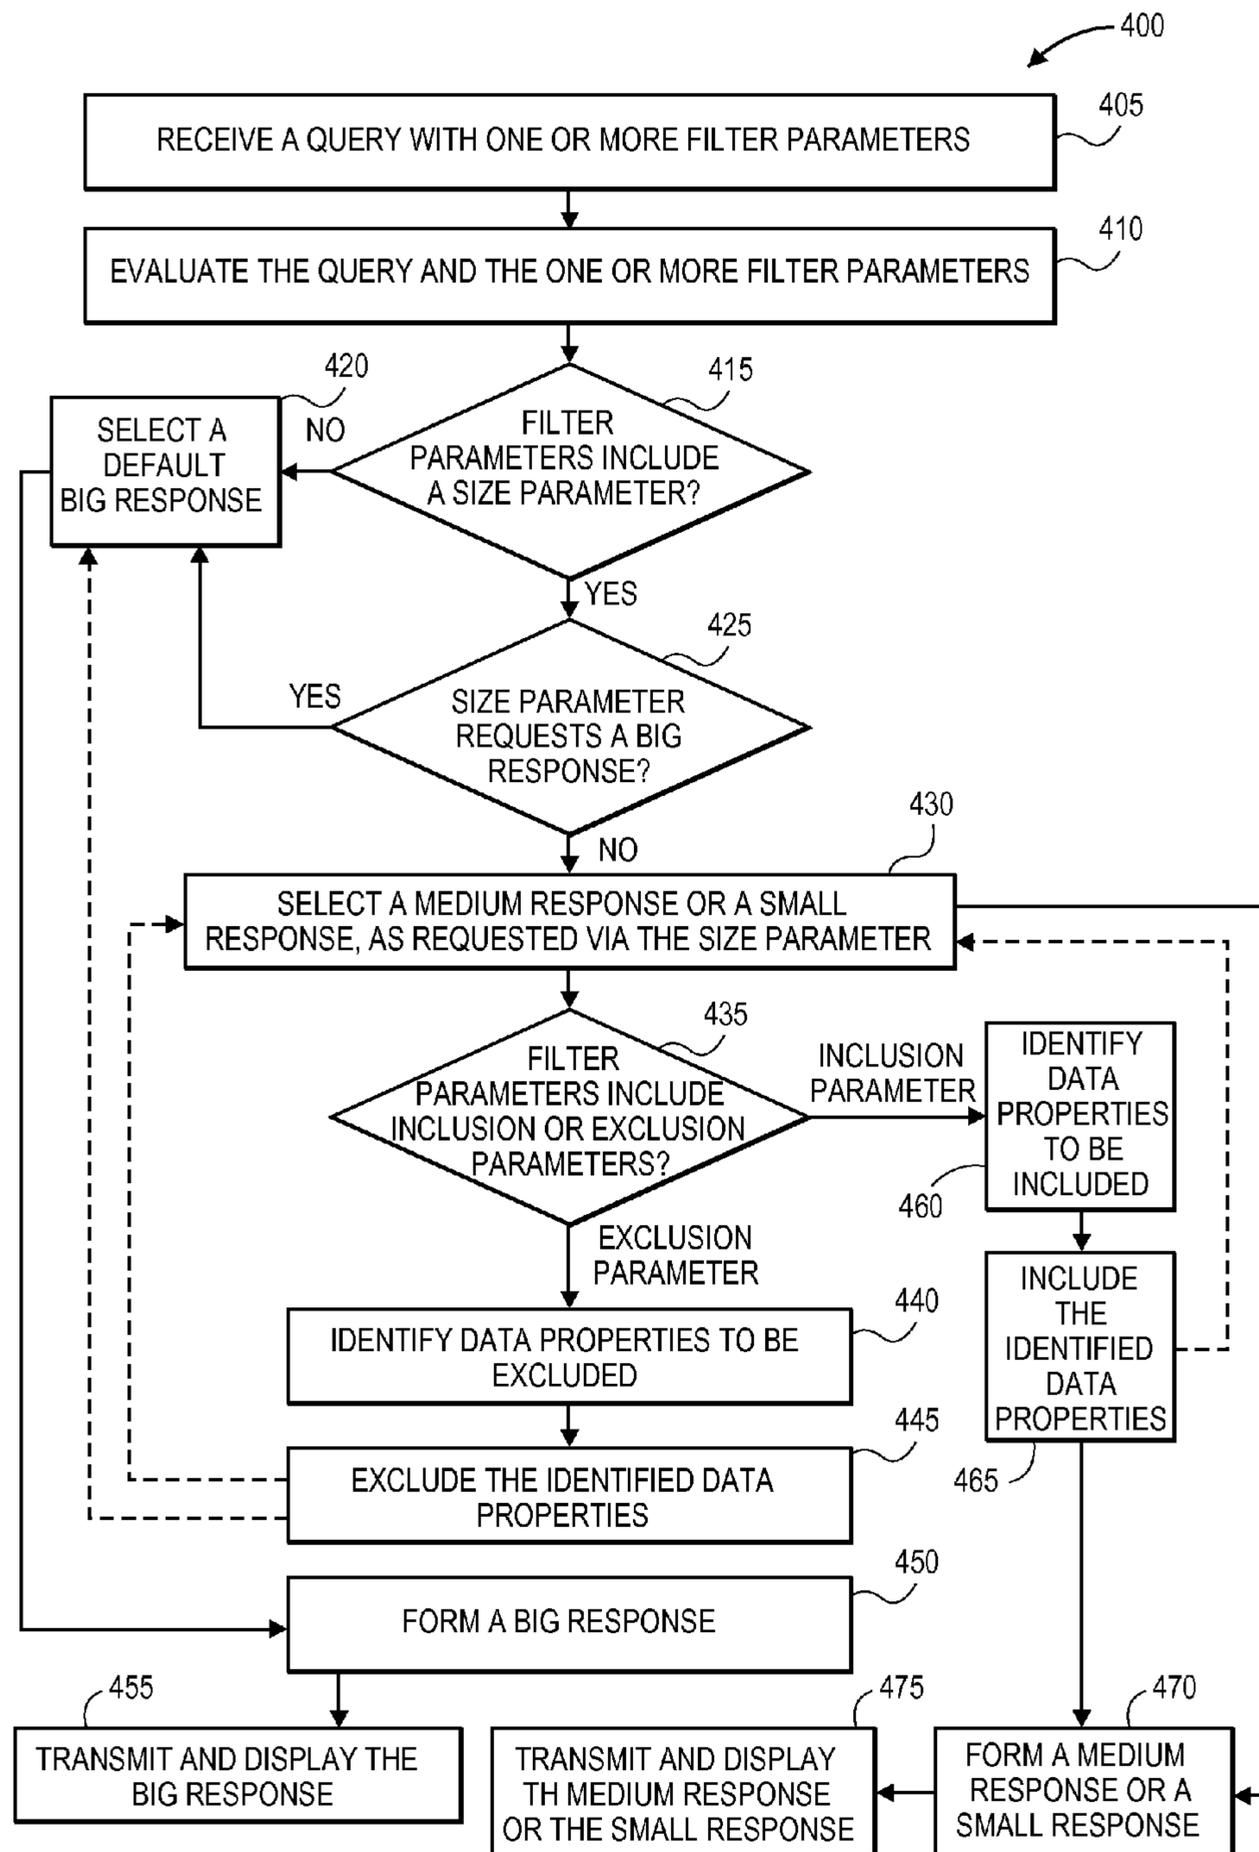 400
405
RECEIVE A QUERY WITH ONE OR MORE FILTER PARAMETERS
410
EVALUATE THE QUERY AND THE ONE OR MORE FILTER PARAMETERS
420
415
SELECT A
DEFAULT
BIG RESPONSE
NO
FILTER
PARAMETERS INCLUDE
A SIZE PARAMETER?
YES
425
YES
SIZE PARAMETER
REQUESTS A BIG
RESPONSE?
NO
430
SELECT A MEDIUM RESPONSE OR A SMALL
RESPONSE, AS REQUESTED VIA THE SIZE PARAMETER
435
FILTER
PARAMETERS INCLUDE
INCLUSION OR EXCLUSION
PARAMETERS?
INCLUSION
PARAMETER
IDENTIFY
DATA
PROPERTIES
TO BE
INCLUDED
460
EXCLUSION
PARAMETER
INCLUDE
THE
IDENTIFIED
DATA
PROPERTIES
465
440
IDENTIFY DATA PROPERTIES TO BE
EXCLUDED
445
EXCLUDE THE IDENTIFIED DATA
PROPERTIES
450
FORM A BIG RESPONSE
455
TRANSMIT AND DISPLAY THE
BIG RESPONSE
475
TRANSMIT AND DISPLAY
TH MEDIUM RESPONSE
OR THE SMALL RESPONSE
470
FORM A MEDIUM
RESPONSE OR A
SMALL RESPONSE